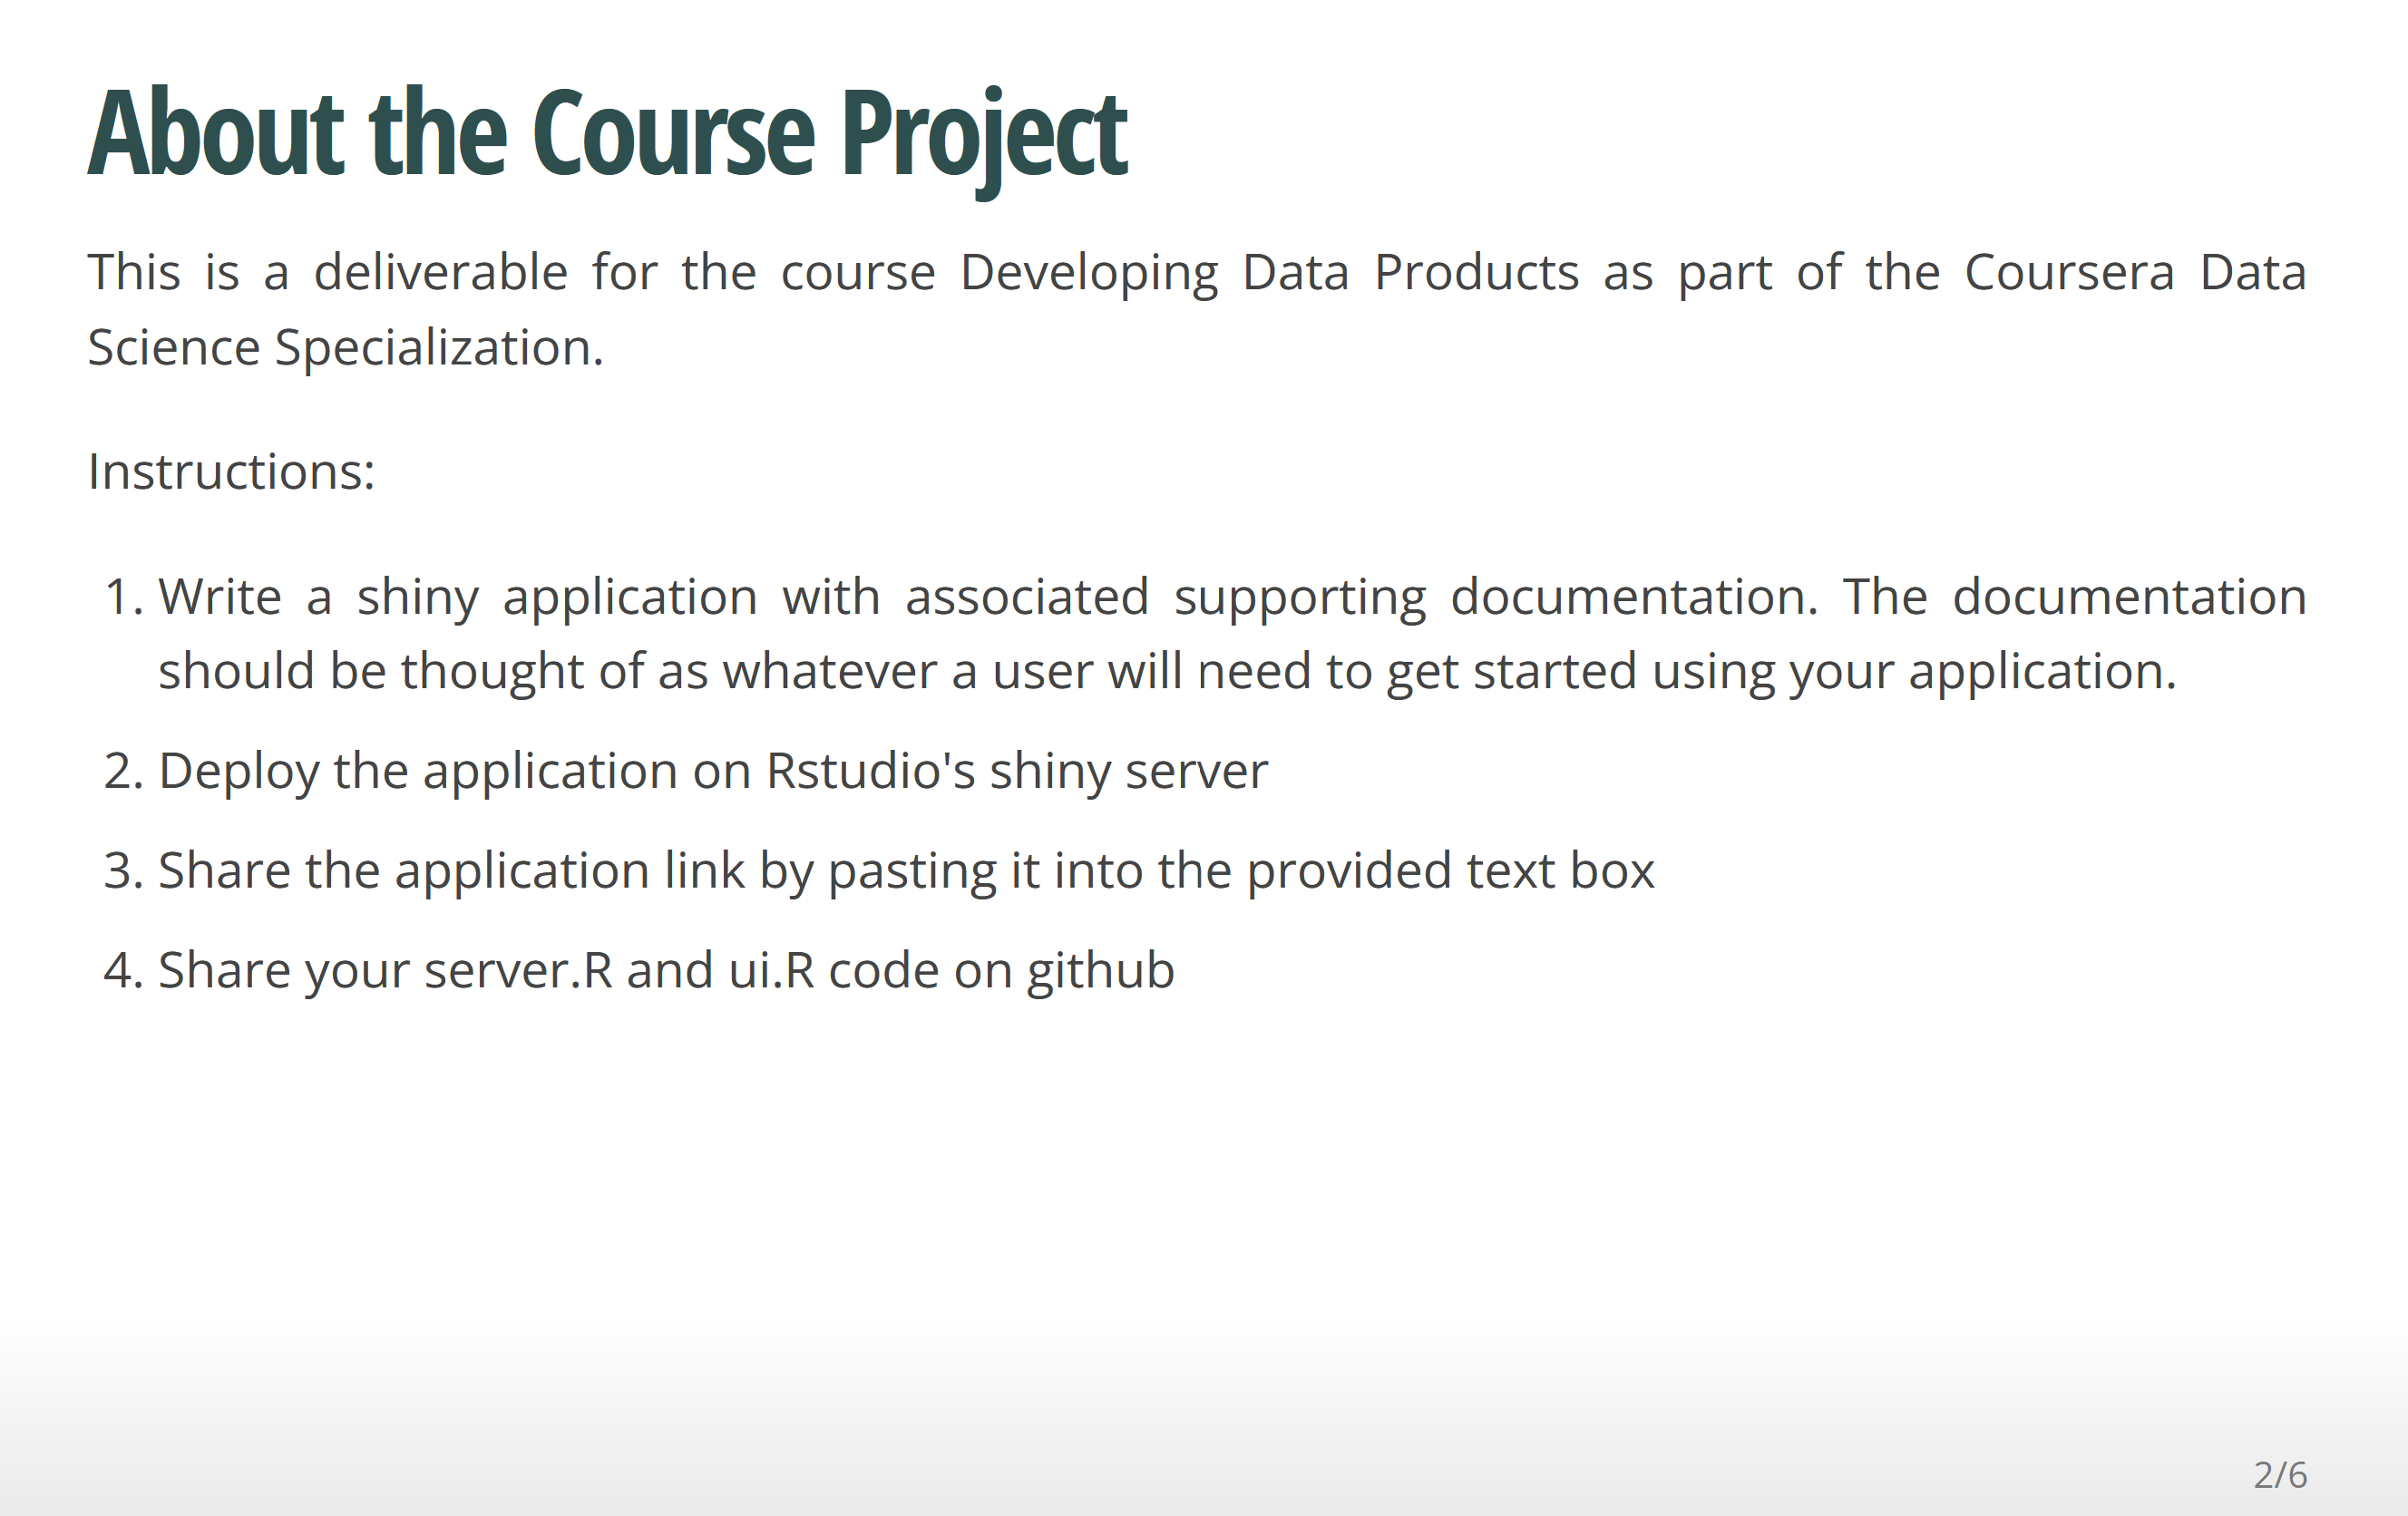 About the Course Project
This is a deliverable for the course Developing Data Products as part of the Coursera Data
Science Specialization.
Instructions:
1. Write a shiny application with associated supporting documentation. The documentation
should be thought of as whatever a user will need to get started using your application.
2. Deploy the application on Rstudio's shiny server
3. Share the application link by pasting it into the provided text box
4. Share your server.R and ui.R code on github
2/6